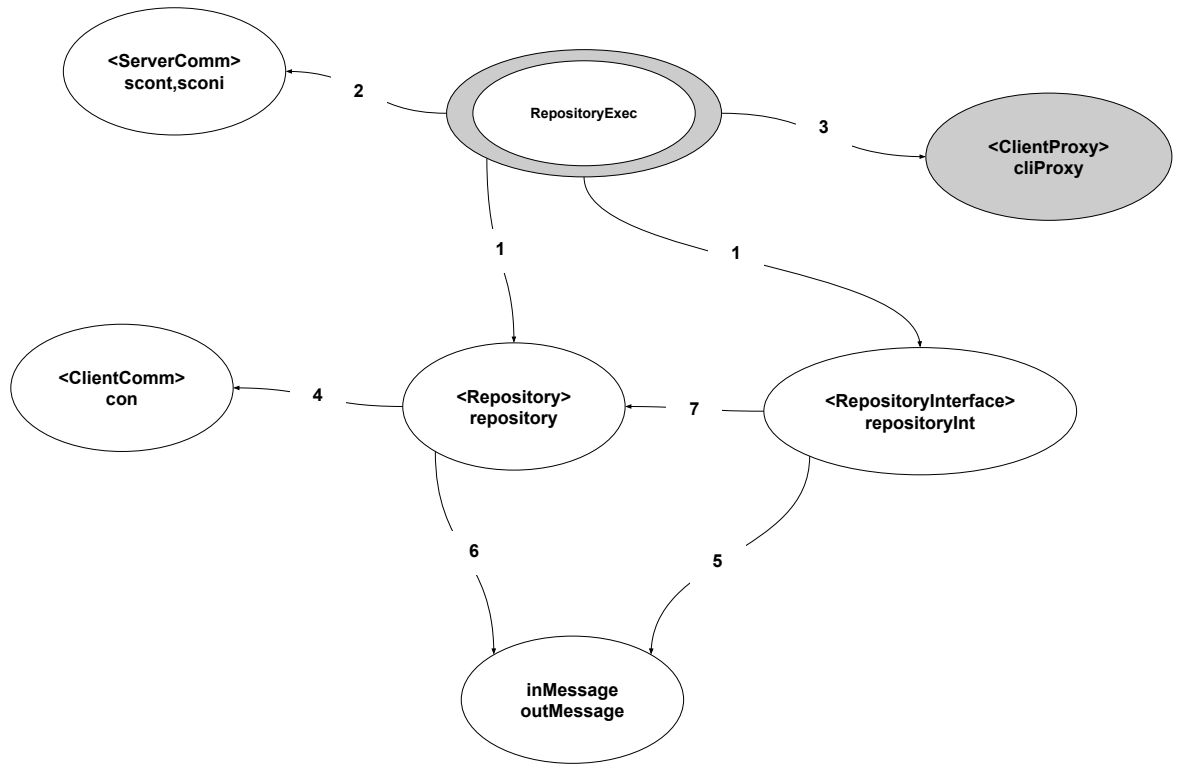 <ServerComm>
scont,sconi
2
RepositoryExec
3
<ClientProxy>
cliProxy
1
1
<ClientComm>
con
4
<Repository>
repository
7
<RepositoryInterface>
repositoryInt
6
5
inMessage
outMessage